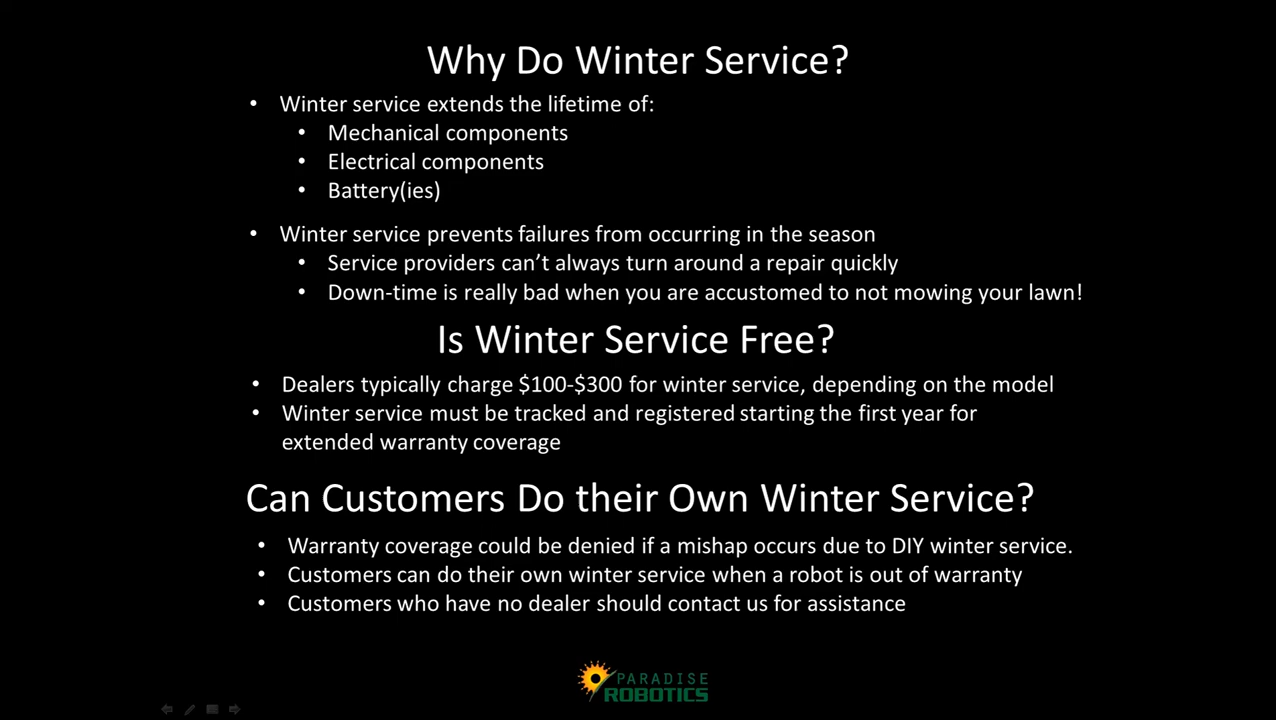 Why Do Winter Service?
• Winter service extends the lifetime of:
• Mechanical components
• Electrical components
• Battery(ies)
• Winter service prevents failures from occurring in the season
• Service providers can’t always turn around a repair quickly
• Down-time is really bad when you are accustomed to not mowing your lawn!
Is Winter Service Free?
• Dealers typically charge $100-$300 for winter service, depending on the model
• Winter service must be tracked and registered starting the first year for
extended warranty coverage
Can Customers Do their Own Winter Service?
• Warranty coverage could be denied if a mishap occurs due to DIY winter service.
• Customers can do their own winter service when a robot is out of warranty
• Customers who have no dealer should contact us for assistance
PARADISE
ROBOTICS